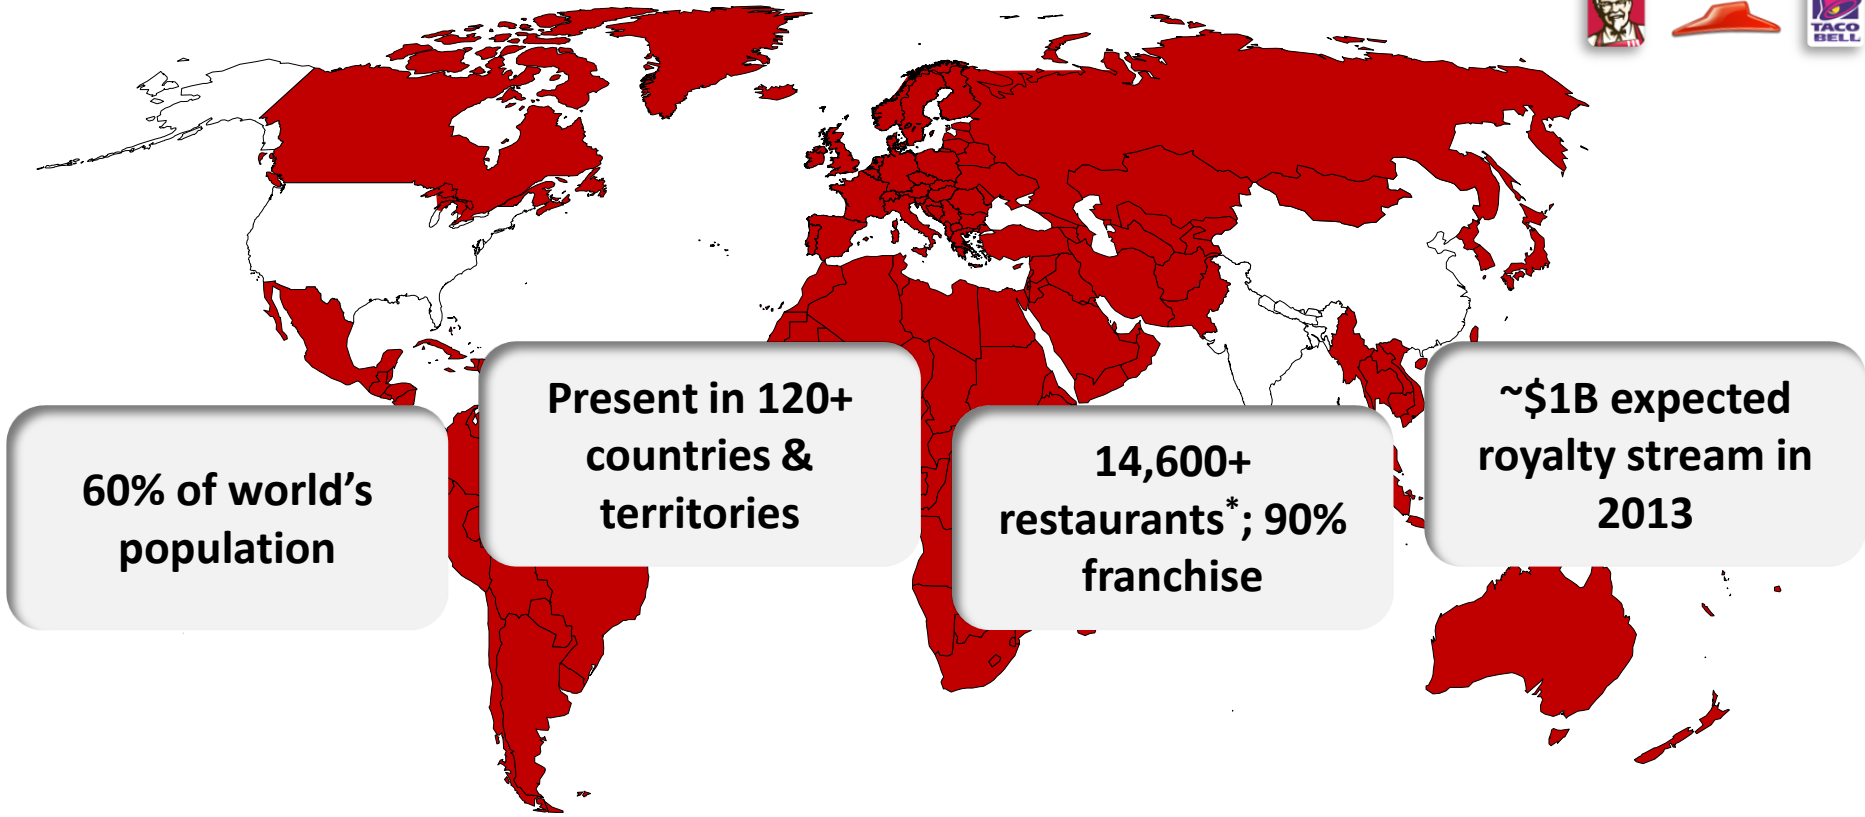 TACO
BELL
60% of world's
population
Present in 120+
countries &
territories
14,600+
restaurants*; 90%
franchise
~$1B expected
royalty stream in
2013